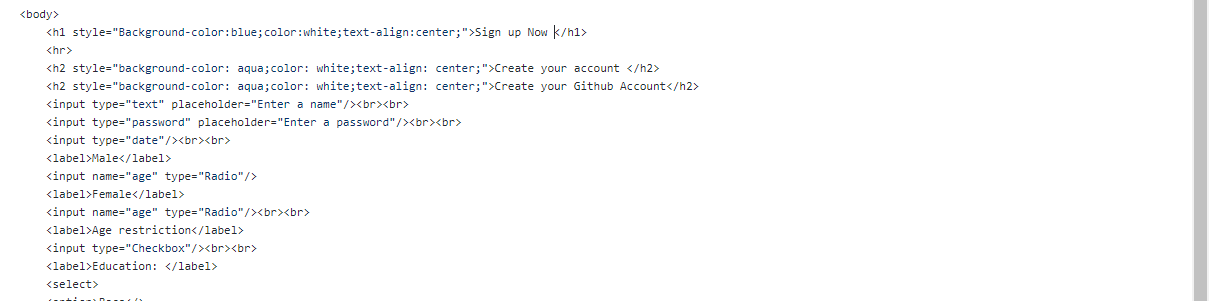 <body>
<h1 style="Background-color:blue;color:white;text-align:center;">Sign up Now </h1>
<hr>
<h2 style="background-color: aqua;color: white;text-align: center;">Create your account </h2>
<h2 style="background-color: aqua;color: white;text-align: center;">Create your Github Account</h2>
<input type="text" placeholder="Enter a name"/><br><br>
<input type="password" placeholder="Enter a password"/><br><br>
<input type="date"/><br><br>
<label>Male</label>
<input name="age" type="Radio"/>
<label>Female</label>
<input name="age" type="Radio"/><br><br>
<label>Age restriction</label>
<input type="Checkbox"/><br><br>
<label>Education: </label>
<select>